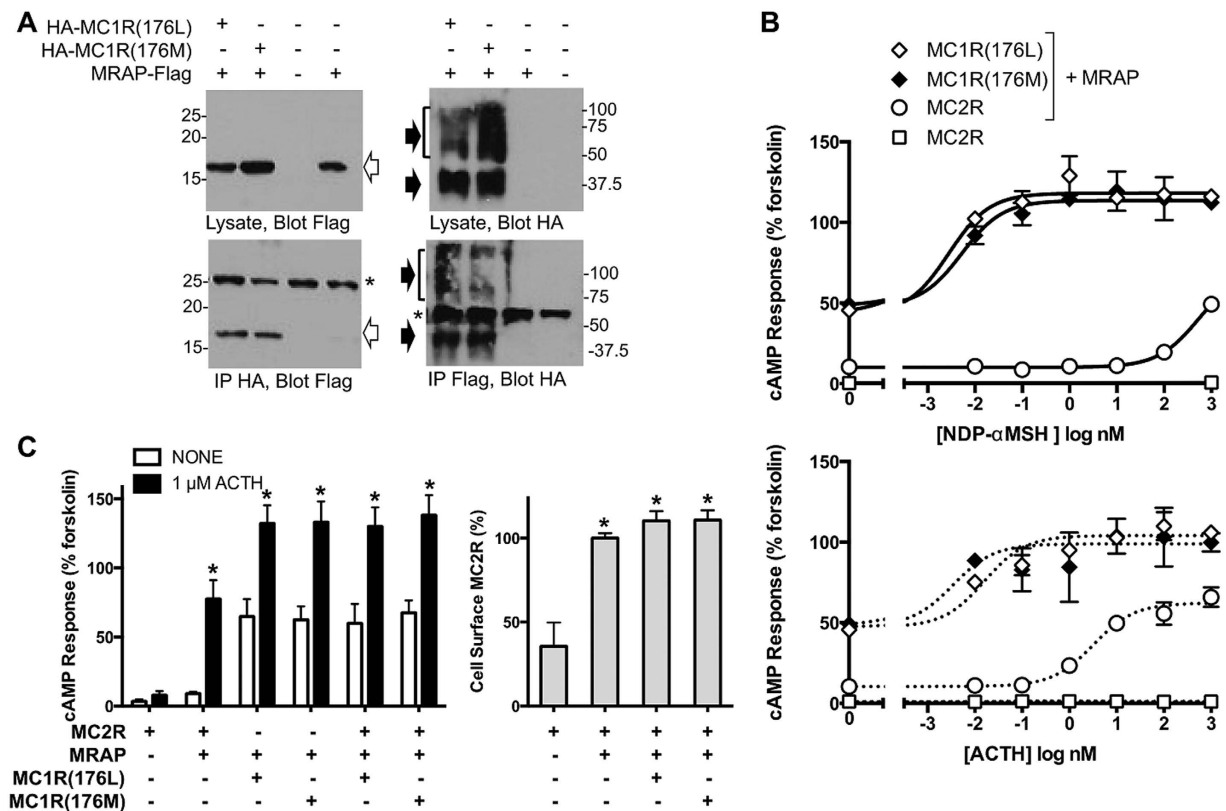 A
HA-MC1R(176L) + - - - + - - -
HA-MC1R(176M) - + - - - + - -
MRAP-Flag + + - + + + + -
25-
20-
15-
Lysate, Blot Flag
-100
-75
-50
-37.5
Lysate, Blot HA
25-
20-
15-
*
IP HA, Blot Flag
*
-100
-75
-50
-37.5
IP Flag, Blot HA
B
MC1R(176L)
MC1R(176M)
+ MRAP
MC2R
MC2R
cAMP Response (% forskolin)
150
100
50
0
0 -3 -2 -1 0 1 2 3
[NDP-αMSH ] log nM
cAMP Response (% forskolin)
150
100
50
0
0 -3 -2 -1 0 1 2 3
[ACTH] log nM
C
NONE
1 µM ACTH
cAMP Response (% forskolin)
150
100
50
0
* * * * *
MC2R + + - - + +
MRAP - + + + + +
MC1R(176L) - - + - + -
MC1R(176M) - - - + - +
Cell Surface MC2R (%)
100
50
0
* * *
+ + + +
- + + +
- - + -
- - - +